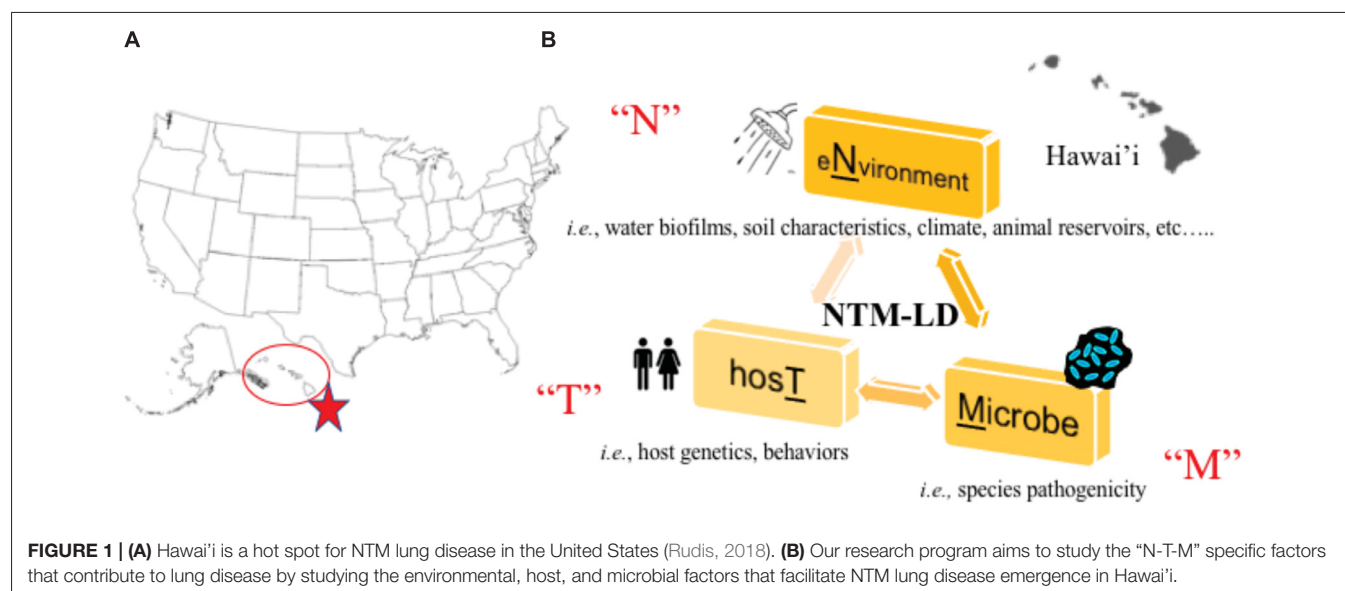 A
B
“N”
eNvironment
Hawai’i
i.e., water biofilms, soil characteristics, climate, animal reservoirs, etc…..
NTM-LD
hosT
“T”
Microbe
i.e., host genetics, behaviors
“M”
i.e., species pathogenicity
FIGURE 1 | (A) Hawai’i is a hot spot for NTM lung disease in the United States (Rudis, 2018). (B) Our research program aims to study the “N-T-M” specific factors
that contribute to lung disease by studying the environmental, host, and microbial factors that facilitate NTM lung disease emergence in Hawai’i.